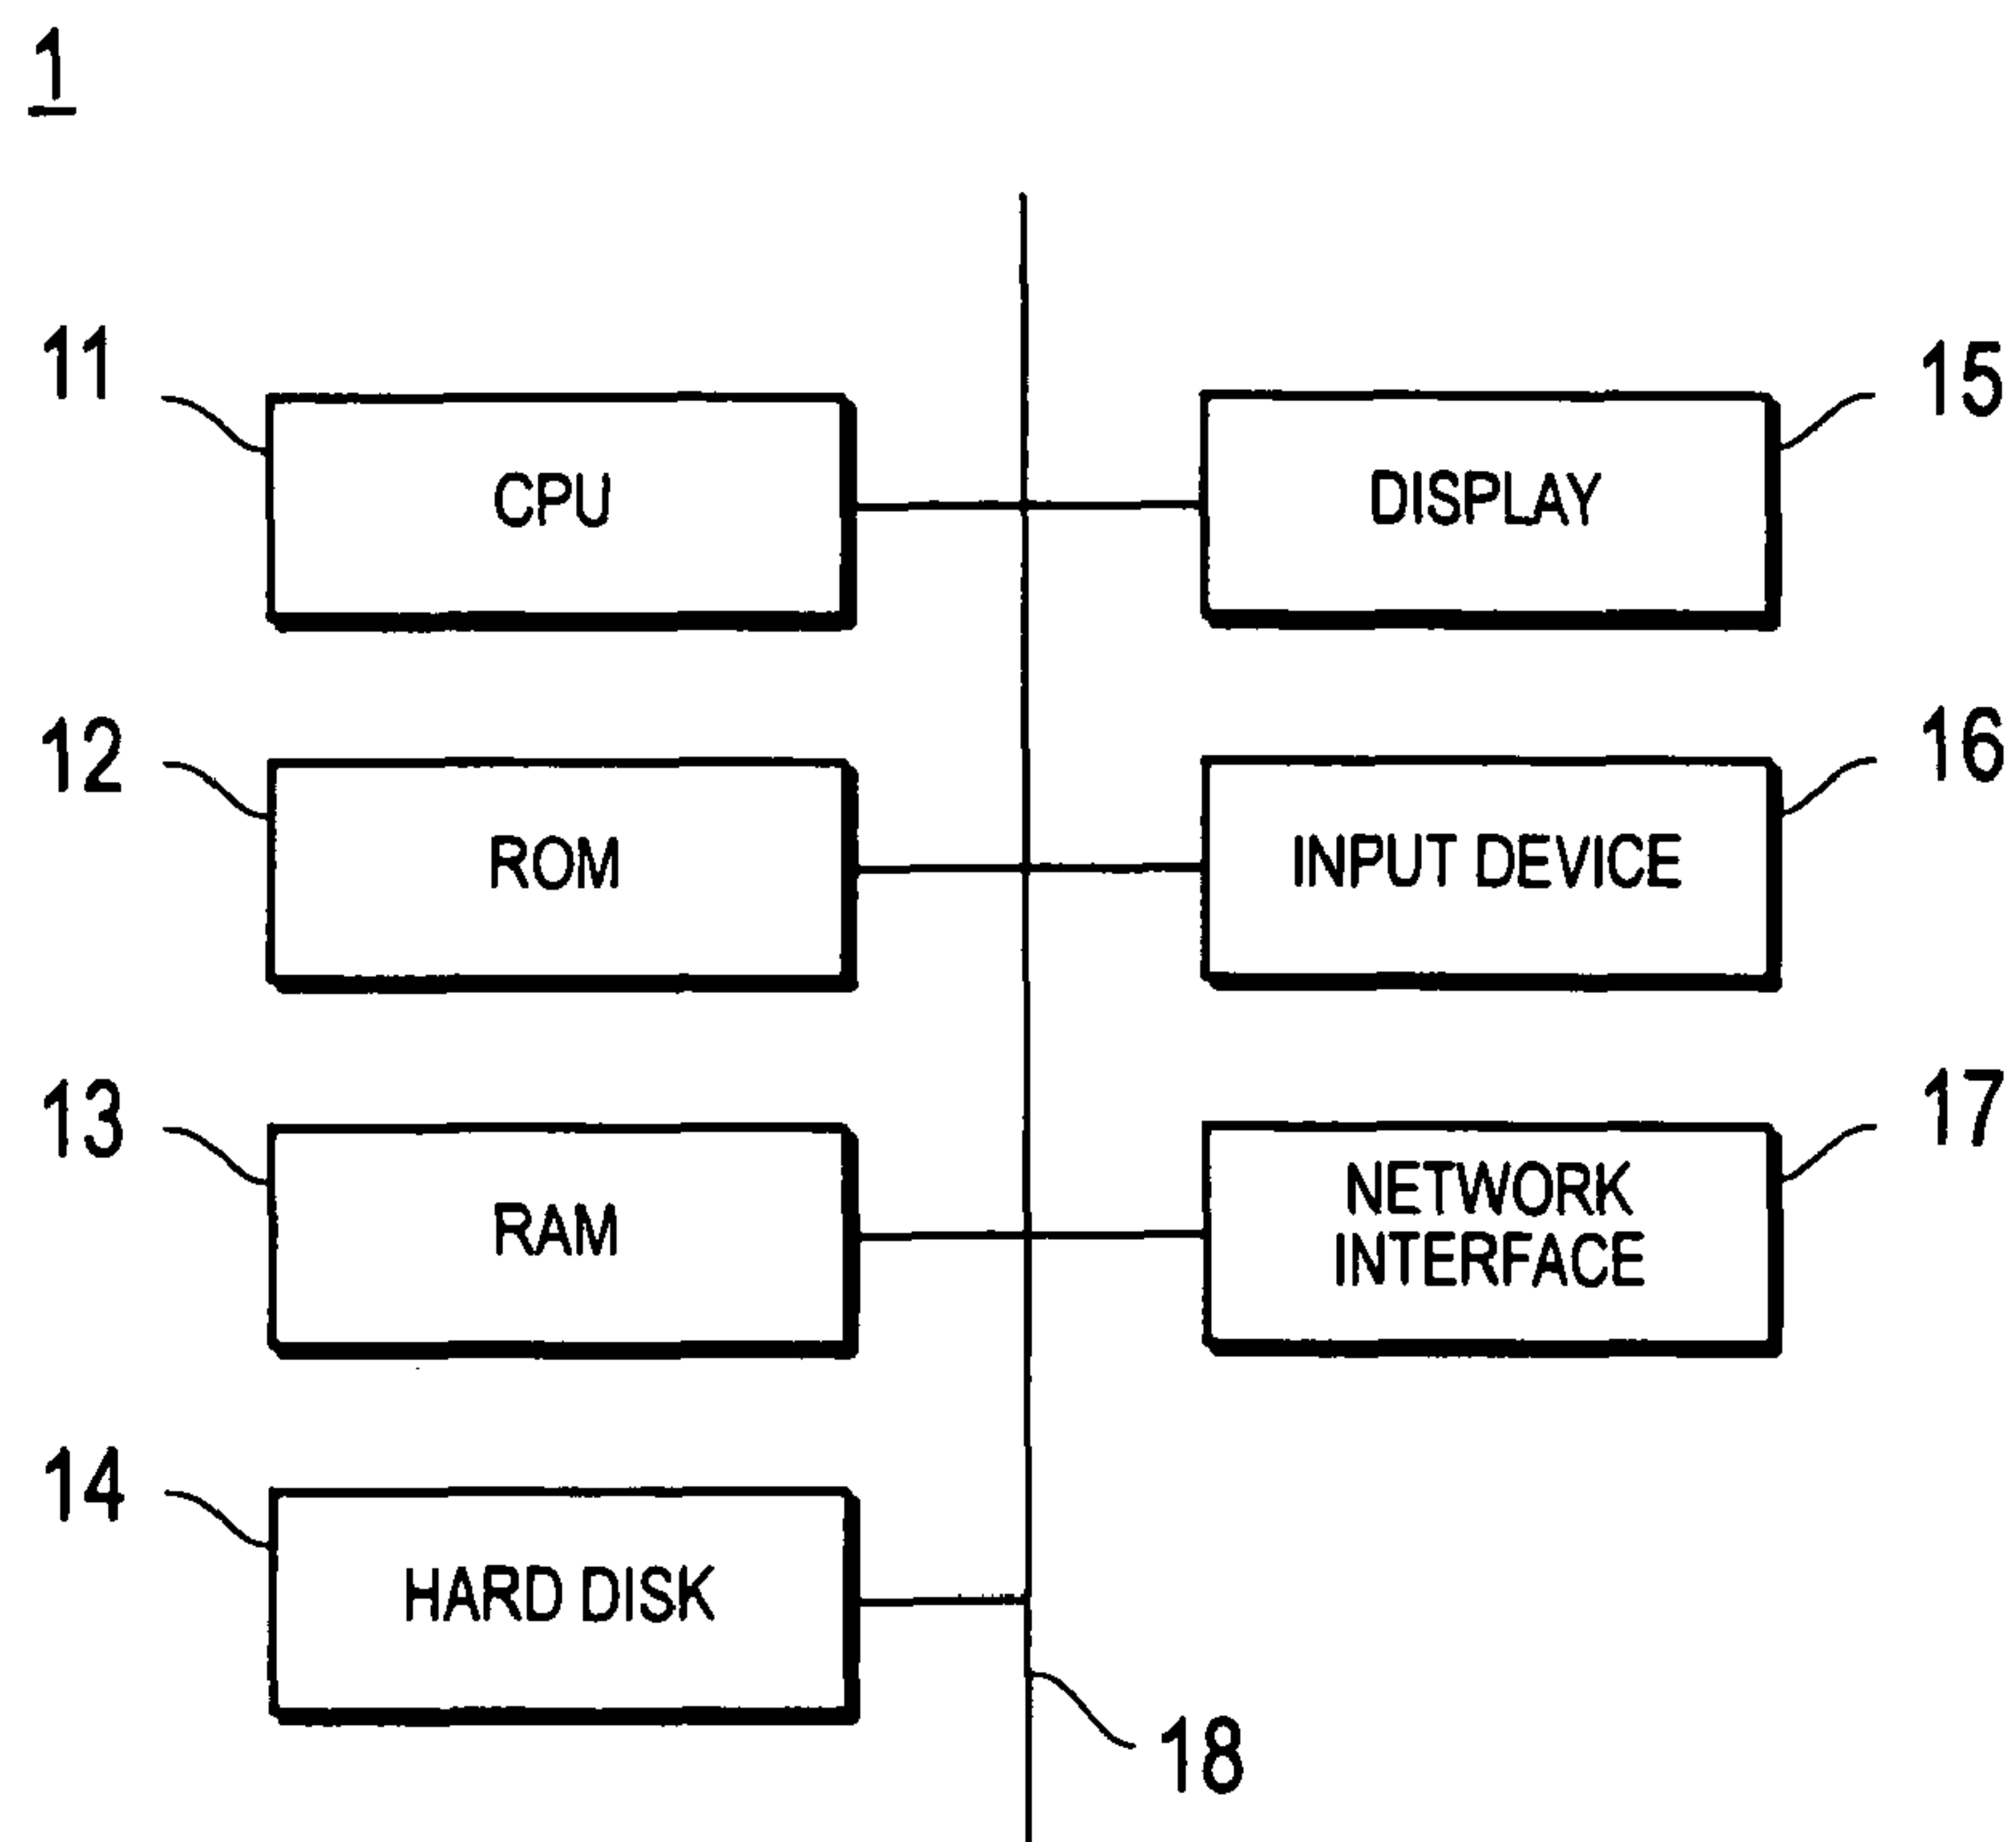 1
11
CPU
15
DISPLAY
12
ROM
16
INPUT DEVICE
13
RAM
17
NETWORK
INTERFACE
14
HARD DISK
18